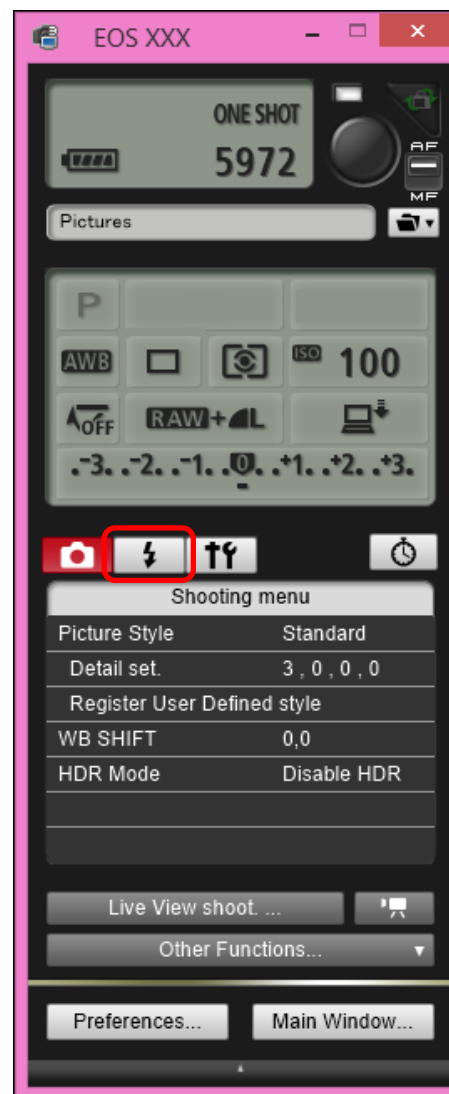 EOS XXX
ONE SHOT
5972
AF
MF
Pictures
P
AWB
ISO 100
OFF RAW+L
.-3. .-2. .-1. .0. .+1. .+2. .+3.
Shooting menu
Picture Style Standard
Detail set. 3 , 0 , 0 , 0
Register User Defined style
WB SHIFT 0,0
HDR Mode Disable HDR
Live View shoot. ...
Other Functions...
Preferences... Main Window...